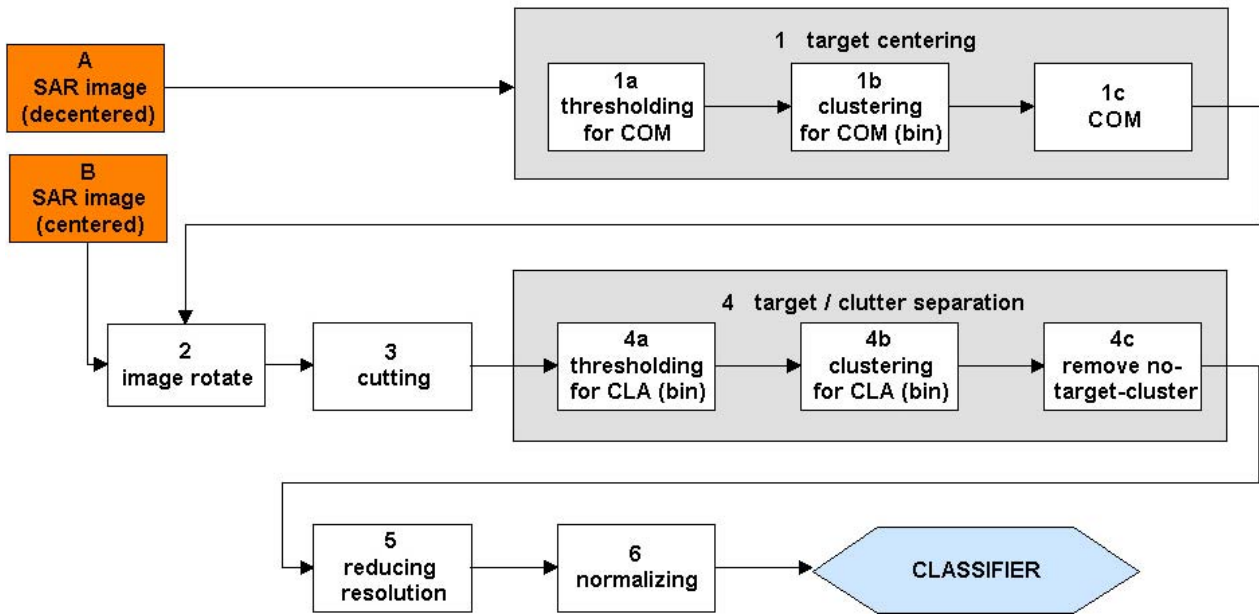 A
SAR image
(decentered)
1 target centering
1a
thresholding
for COM
1b
clustering
for COM (bin)
1c
COM
B
SAR image
(centered)
2
image rotate
3
cutting
4 target / clutter separation
4a
thresholding
for CLA (bin)
4b
clustering
for CLA (bin)
4c
remove no-
target-cluster
5
reducing
resolution
6
normalizing
CLASSIFIER